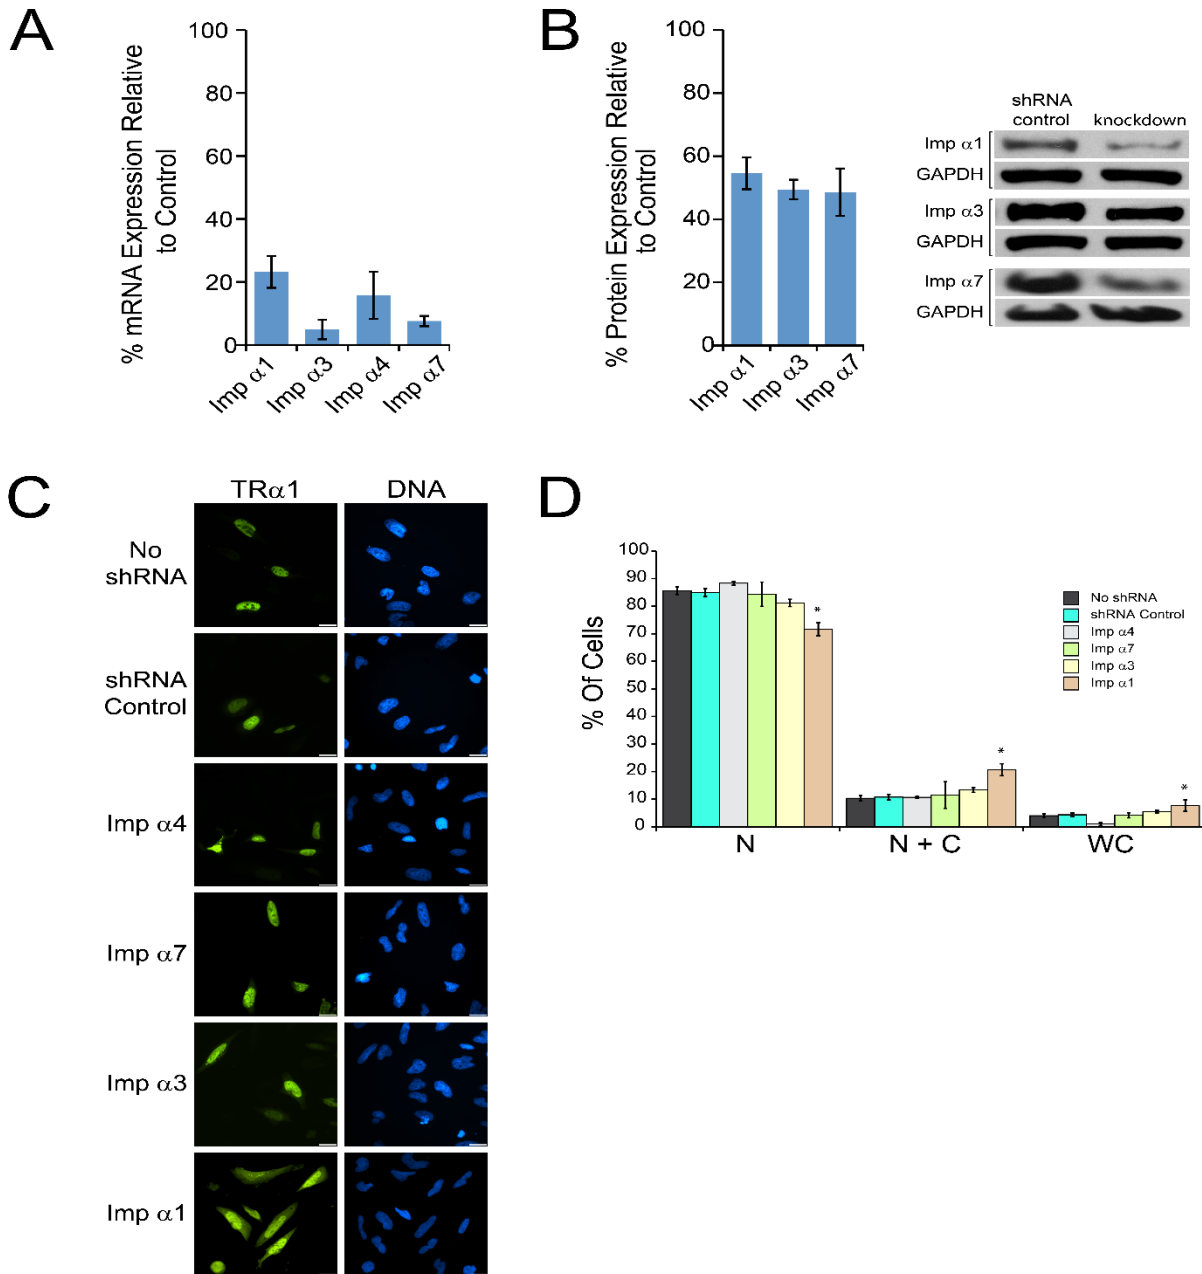 A
% mRNA Expression Relative
to Control
100
80
60
40
20
0
Imp α1
Imp α3
Imp α4
Imp α7
B
% Protein Expression Relative
to Control
100
80
60
40
20
0
Imp α1
Imp α3
Imp α7
shRNA
control
knockdown
Imp α1
GAPDH
Imp α3
GAPDH
Imp α7
GAPDH
C
TRα1
DNA
No
shRNA
shRNA
Control
Imp α4
Imp α7
Imp α3
Imp α1
D
% Of Cells
100
90
80
70
60
50
40
30
20
10
0
*
*
*
N
N + C
WC
No shRNA
shRNA Control
Imp α4
Imp α7
Imp α3
Imp α1